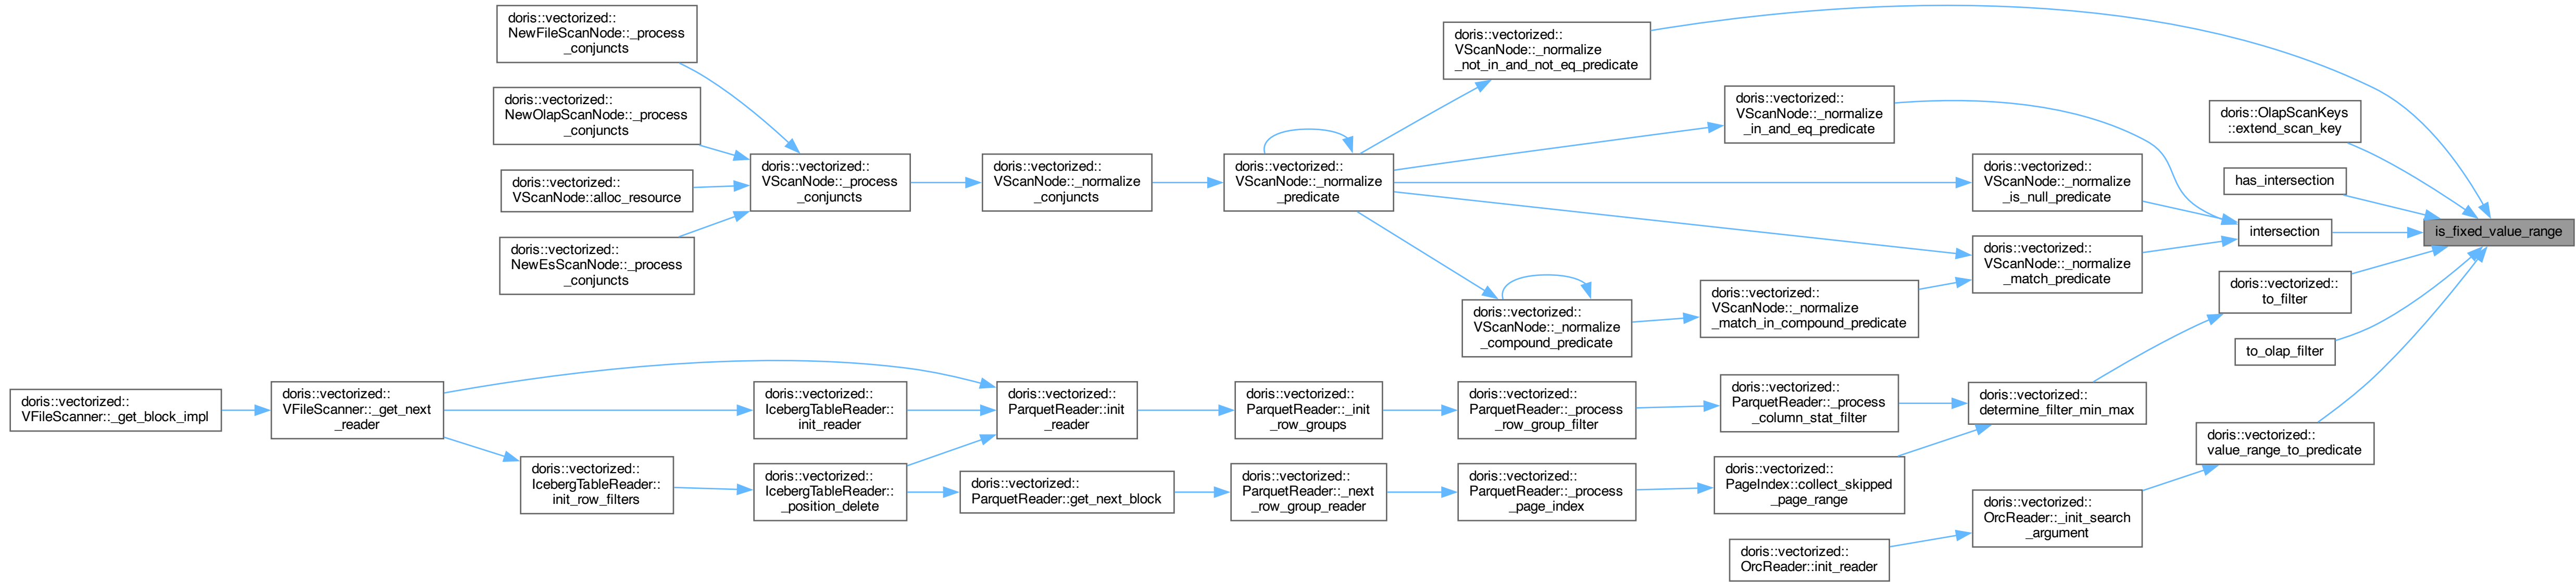 doris::vectorized::
NewFileScanNode::_process
_conjuncts
doris::vectorized::
NewOlapScanNode::_process
_conjuncts
doris::vectorized::
VScanNode::alloc_resource
doris::vectorized::
NewEsScanNode::_process
_conjuncts
doris::vectorized::
VScanNode::_process
_conjuncts
doris::vectorized::
VScanNode::_normalize
_conjuncts
doris::vectorized::
VScanNode::_normalize
_predicate
doris::vectorized::
VScanNode::_normalize
_not_in_and_not_eq_predicate
doris::vectorized::
VScanNode::_normalize
_in_and_eq_predicate
doris::vectorized::
VScanNode::_normalize
_is_null_predicate
doris::vectorized::
VScanNode::_normalize
_match_predicate
doris::vectorized::
VScanNode::_normalize
_match_in_compound_predicate
doris::vectorized::
VScanNode::_normalize
_compound_predicate
doris::OlapScanKeys
::extend_scan_key
has_intersection
intersection
is_fixed_value_range
doris::vectorized::
to_filter
to_olap_filter
doris::vectorized::
value_range_to_predicate
doris::vectorized::
determine_filter_min_max
doris::vectorized::
ParquetReader::_process
_column_stat_filter
doris::vectorized::
PageIndex::collect_skipped
_page_range
doris::vectorized::
OrcReader::_init_search
_argument
doris::vectorized::
OrcReader::init_reader
doris::vectorized::
ParquetReader::_process
_row_group_filter
doris::vectorized::
ParquetReader::_process
_page_index
doris::vectorized::
ParquetReader::_init
_row_groups
doris::vectorized::
ParquetReader::_next
_row_group_reader
doris::vectorized::
ParquetReader::init
_reader
doris::vectorized::
ParquetReader::get_next_block
doris::vectorized::
IcebergTableReader::
init_reader
doris::vectorized::
IcebergTableReader::
_position_delete
doris::vectorized::
IcebergTableReader::
init_row_filters
doris::vectorized::
VFileScanner::_get_next
_reader
doris::vectorized::
VFileScanner::_get_block_impl